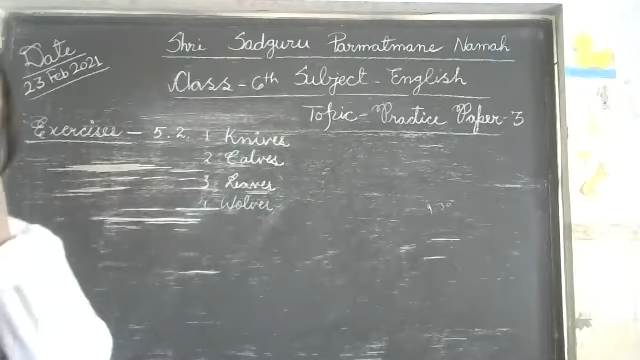 Shri Sadguru Parmatmane Namah
Date
23 Feb 2021
Class - 6th Subject - English
Topic - Practice Paper - 3
Exercises - 5.2. 1 Knives
2 Calves
3 Leaves
4 Wolves